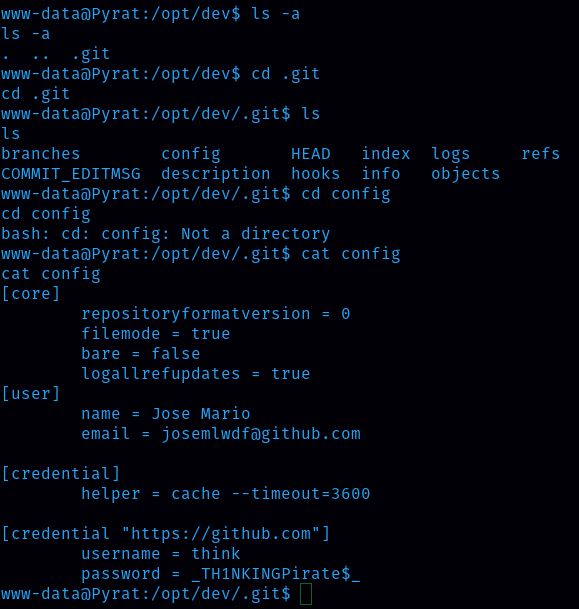 www-data@Pyrat:/opt/dev$ ls -a
ls -a
.  ..  .git
www-data@Pyrat:/opt/dev$ cd .git
cd .git
www-data@Pyrat:/opt/dev/.git$ ls
ls
branches        config       HEAD   index  logs     refs
COMMIT_EDITMSG  description  hooks  info   objects
www-data@Pyrat:/opt/dev/.git$ cd config
cd config
bash: cd: config: Not a directory
www-data@Pyrat:/opt/dev/.git$ cat config
cat config
[core]
        repositoryformatversion = 0
        filemode = true
        bare = false
        logallrefupdates = true
[user]
        name = Jose Mario
        email = josemlwdf@github.com

[credential]
        helper = cache --timeout=3600

[credential "https://github.com"]
        username = think
        password = _TH1NKINGPirate$_
www-data@Pyrat:/opt/dev/.git$